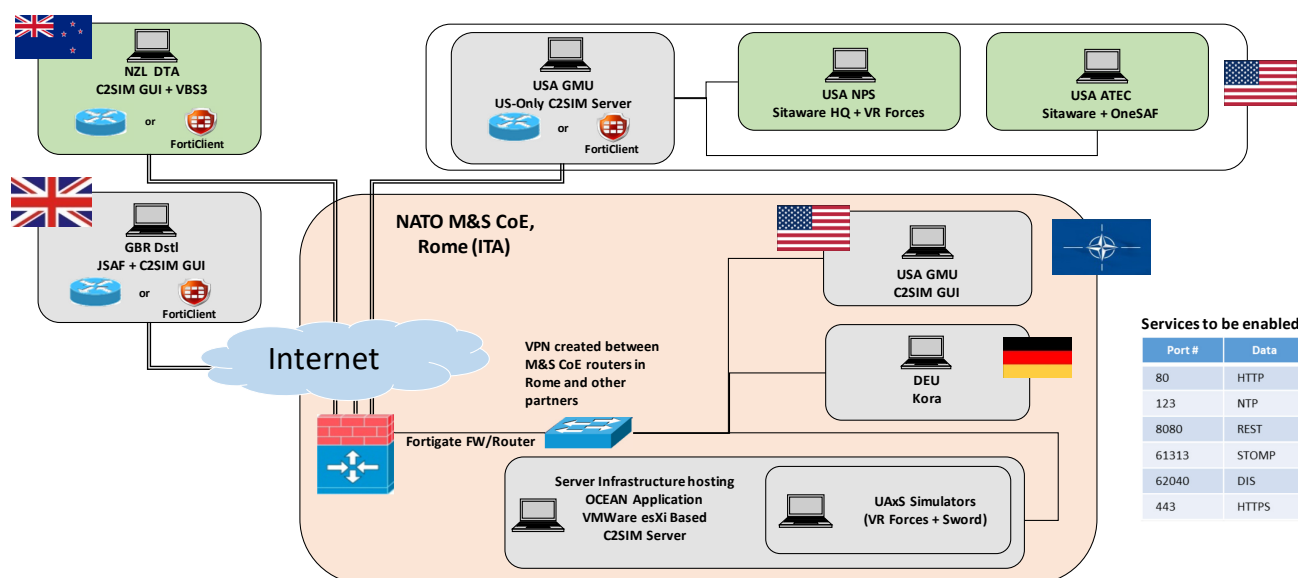 NZL DTA
C2SIM GUI + VBS3
or
FortiClient
USA GMU
US-Only C2SIM Server
or
FortiClient
USA NPS
Sitaware HQ + VR Forces
USA ATEC
Sitaware + OneSAF
GBR Dstl
JSAF + C2SIM GUI
or
FortiClient
NATO M&S CoE,
Rome (ITA)
USA GMU
C2SIM GUI
Internet
VPN created between
M&S CoE routers in
Rome and other
partners
DEU
Kora
Fortigate FW/Router
Server Infrastructure hosting
OCEAN Application
VMWare esXi Based
C2SIM Server
UAxS Simulators
(VR Forces + Sword)
Services to be enabled
Port # Data
80 HTTP
123 NTP
8080 REST
61313 STOMP
62040 DIS
443 HTTPS